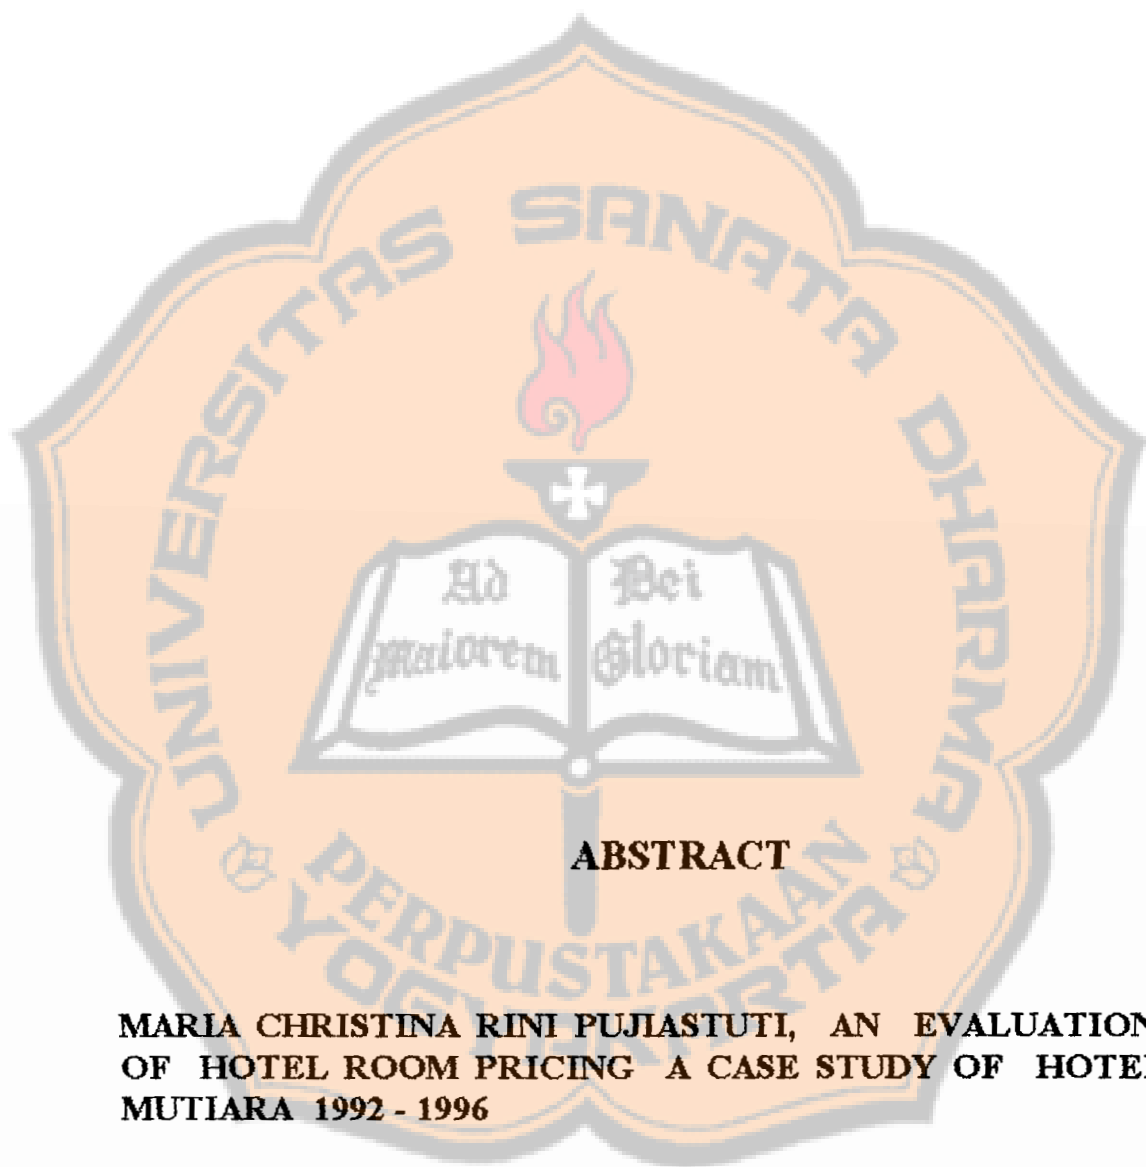 UNIVERSITAS SANATA DHARMA
Ad Dei
maiorem Gloriam
ABSTRACT
PERPUSTAKAAN
YOGYAKARTA
MARIA CHRISTINA RINI PUJIASTUTI, AN EVALUATION
OF HOTEL ROOM PRICING A CASE STUDY OF HOTEL
MUTIARA 1992 - 1996